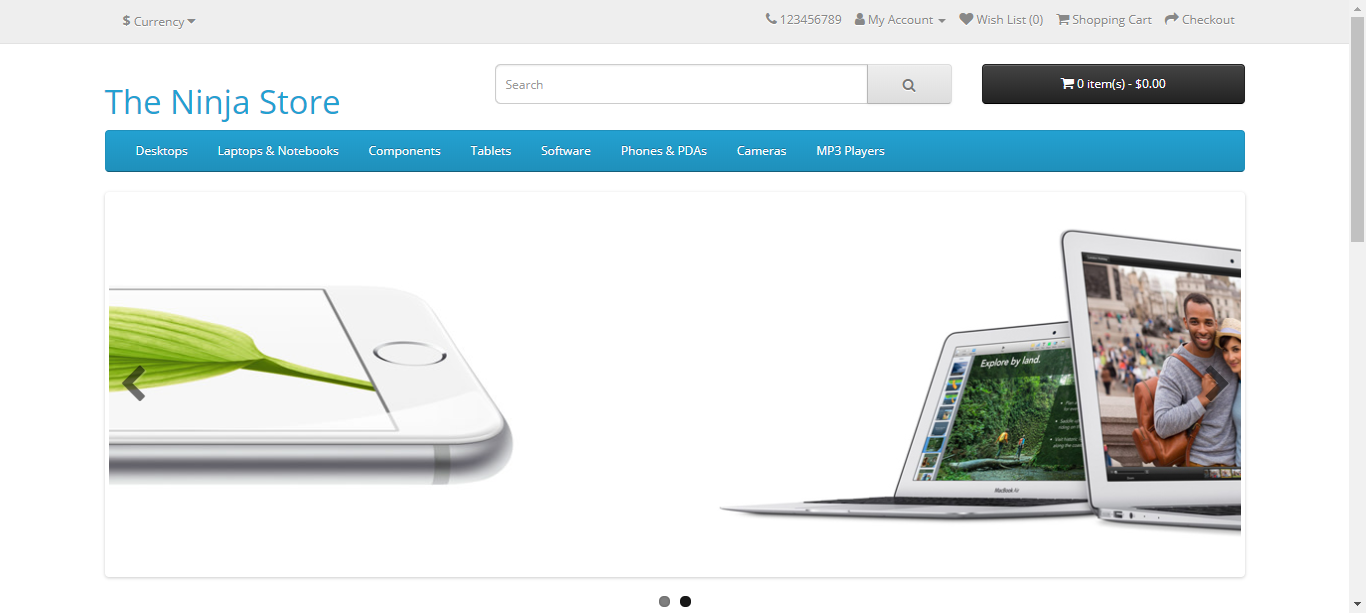 $ Currency
123456789 My Account Wish List (0) Shopping Cart Checkout
The Ninja Store
Search
0 item(s) - $0.00
Desktops Laptops & Notebooks Components Tablets Software Phones & PDAs Cameras MP3 Players
Explore by land.
MacBook Air